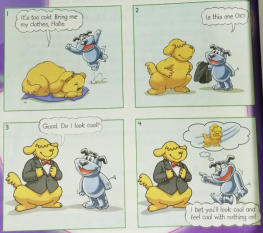 1
It's too cold. Bring me
my clothes, Hobi.
2
Is this one OK?
3
Good. Do I look cool?
4
I bet you'll look cool and
feel cool with nothing on!